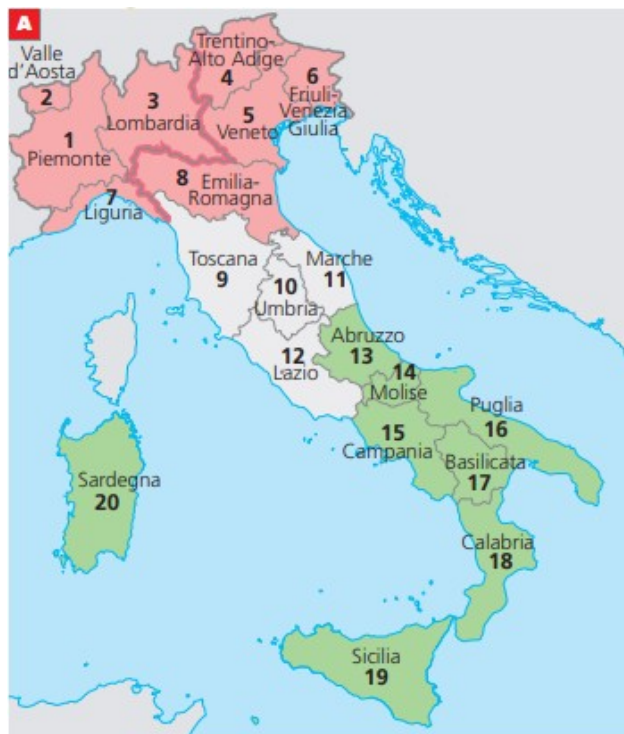 A
Valle
d'Aosta
2
1
Piemonte
3
Lombardia
Trentino-
Alto Adige
4
5
Veneto
6
Friuli-
Venezia
Giulia
7
Liguria
8
Emilia-
Romagna
Toscana
9
10
Umbria
Marche
11
12
Lazio
Abruzzo
13
14
Molise
15
Campania
Puglia
16
Basilicata
17
Calabria
18
Sicilia
19
Sardegna
20